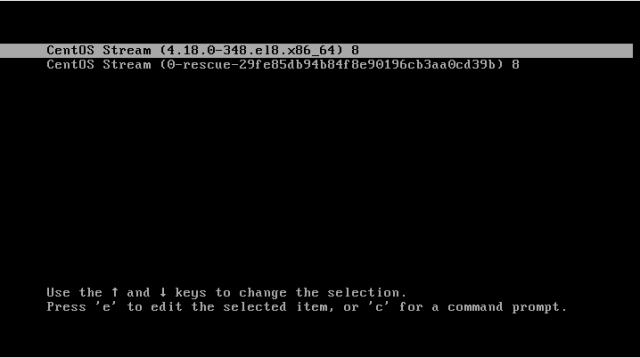 CentOS Stream (4.18.0-348.el8.x86_64) 8
CentOS Stream (0-rescue-29fe85db94b84f8e90196cb3aa0cd39b) 8
Use the ↑ and ↓ keys to change the selection.
Press 'e' to edit the selected item, or 'c' for a command prompt.